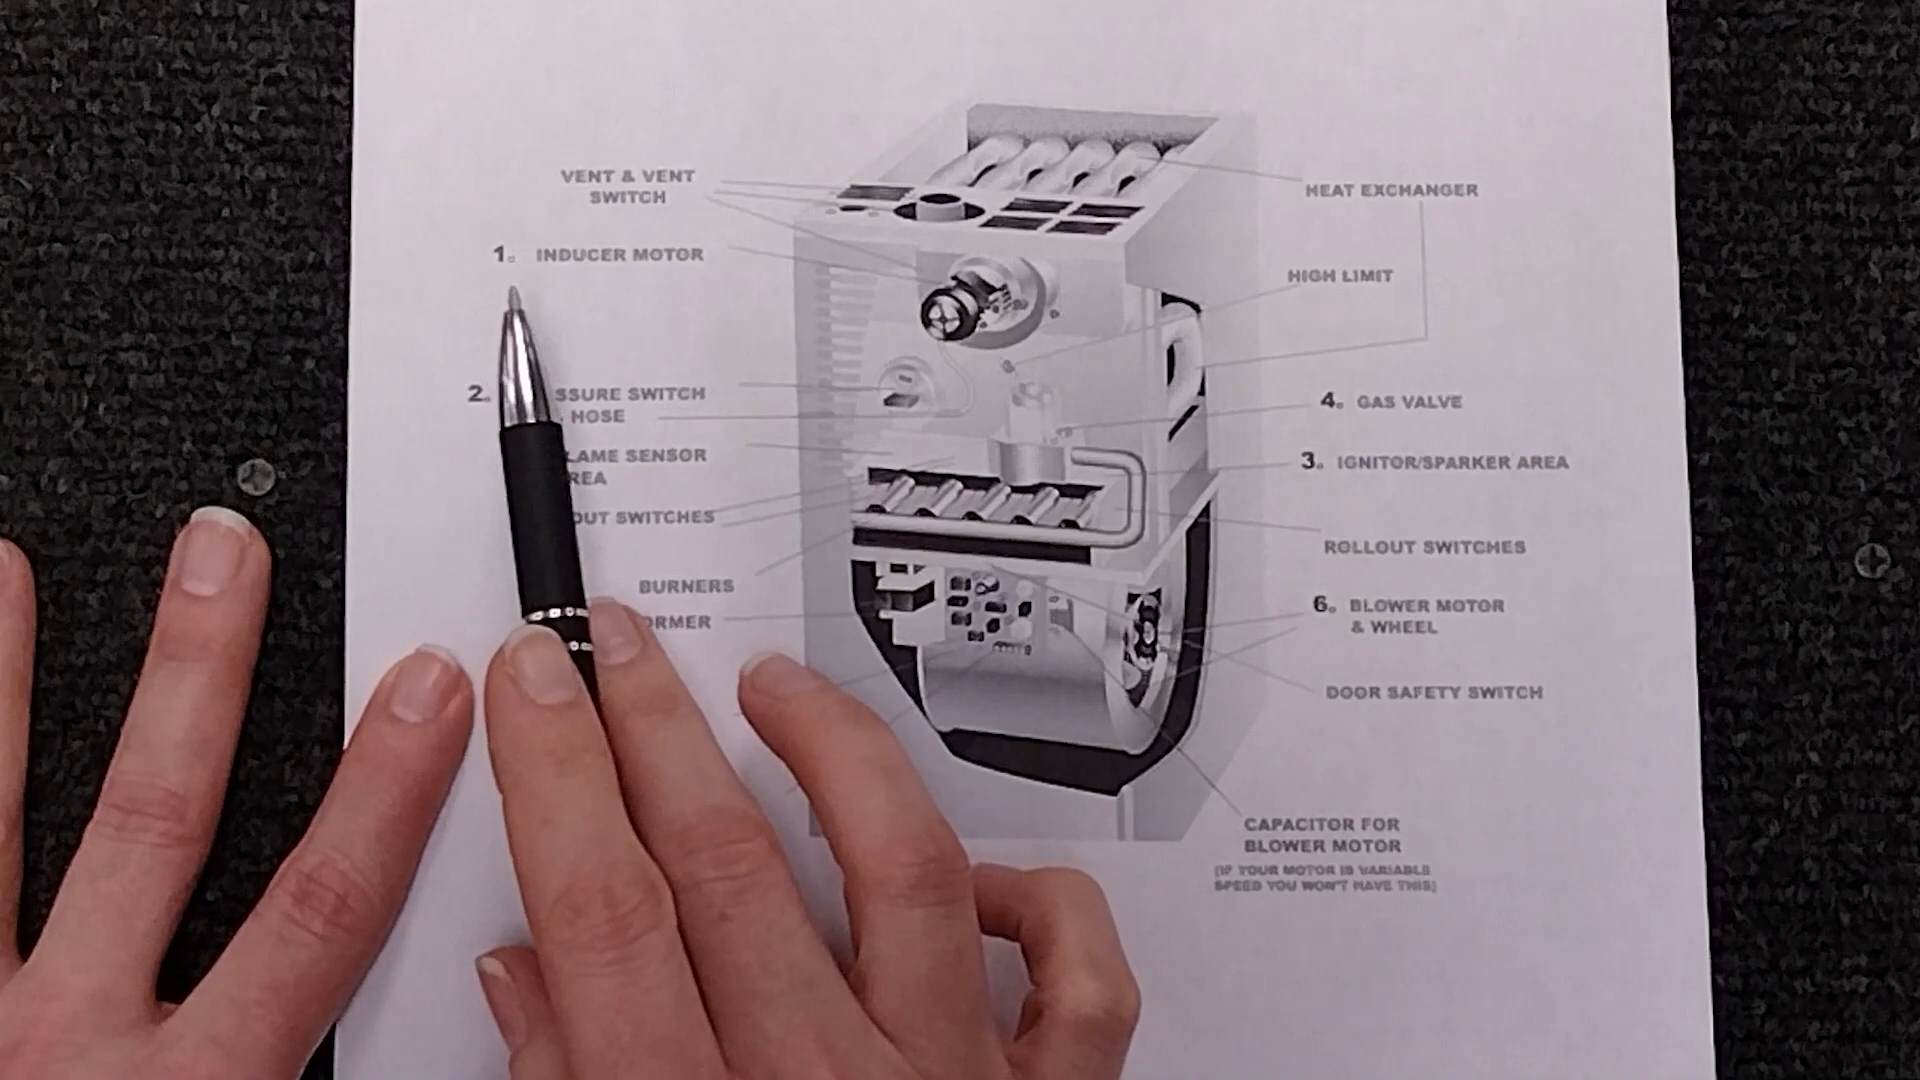 VENT & VENT
SWITCH
1. INDUCER MOTOR
2. SSURE SWITCH
HOSE
LAME SENSOR
REA
OUT SWITCHES
BURNERS
ORMER
HEAT EXCHANGER
HIGH LIMIT
4. GAS VALVE
3. IGNITOR/SPARKER AREA
ROLLOUT SWITCHES
6. BLOWER MOTOR
& WHEEL
DOOR SAFETY SWITCH
CAPACITOR FOR
BLOWER MOTOR
(IF YOUR MOTOR IS VARIABLE
SPEED YOU WON'T HAVE THIS)